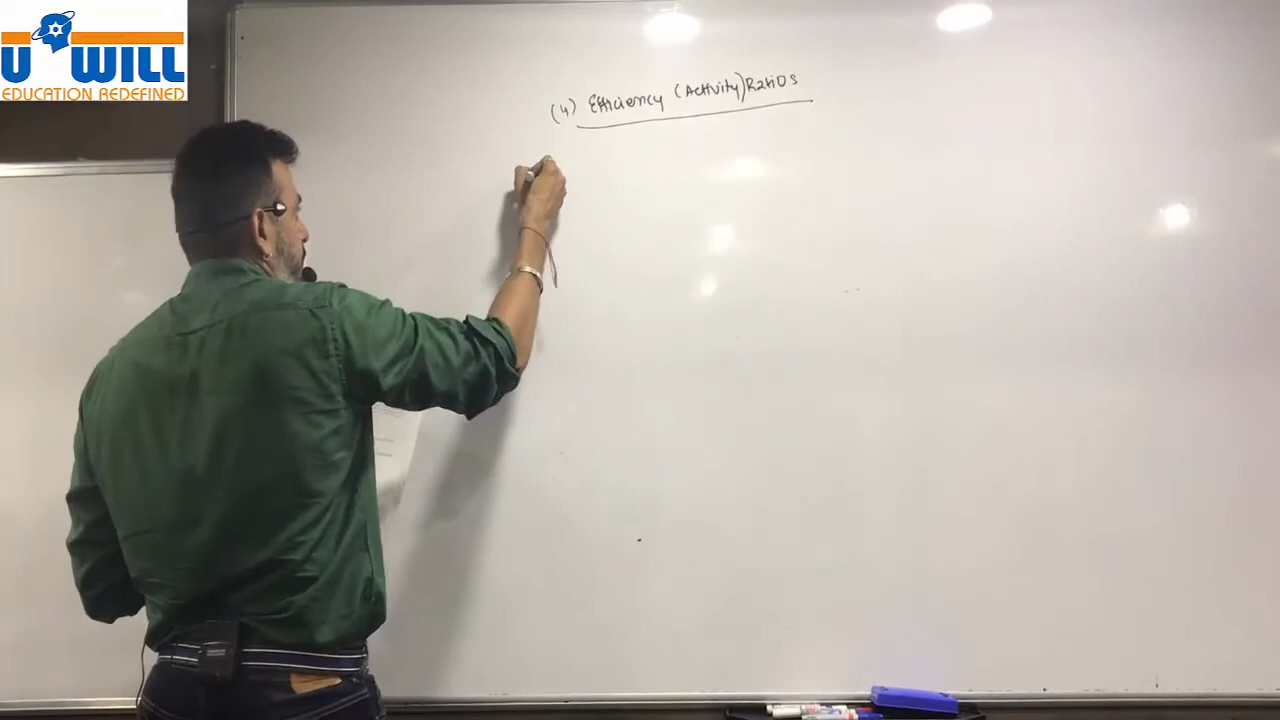 U WILL
EDUCATION REDEFINED
(4) Efficiency (Activity) Ratios